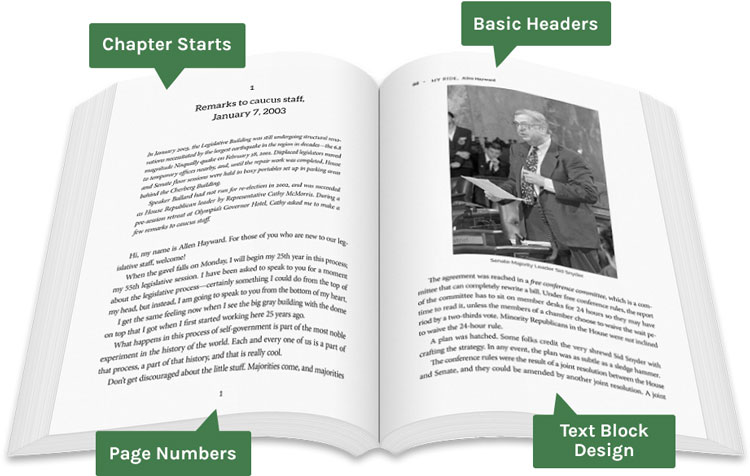 Basic Headers
Chapter Starts
1
Remarks to caucus staff,
January 7, 2003
In January 2003, the Legislative Building was still undergoing structural reno-
vations necessitated by the largest earthquake in the region in decades—the 6.8
magnitude Nisqually quake on February 28, 2001. Displaced legislators moved
to temporary offices nearby, and, until the repair work was completed, House
and Senate floor sessions were held in boxy portables set up in parking areas
behind the Cherberg Building.
Speaker Ballard had not run for re-election in 2002, and was succeeded
as House Republican leader by Representative Cathy McMorris. During a
pre-session retreat at Olympia's Governor Hotel, Cathy asked me to make a
few remarks to caucus staff.
Hi, my name is Allen Hayward. For those of you who are new to our leg-
islative staff, welcome!
When the gavel falls on Monday, I will begin my 25th year in this process;
my 55th legislative session. I have been asked to speak to you for a moment
about the legislative process—certainly something I could do from the top of
my head, but instead, I am going to speak to you from the bottom of my heart,
I get the same feeling now when I see the big gray building with the dome
on top that I got when I first started working here 25 years ago.
What happens in this process of self-government is part of the most noble
experiment in the history of the world. Each and every one of us is a part of
that process, a part of that history, and that is really cool.
Don't get discouraged about the little stuff. Majorities come, and majorities
1
MY RIDE, Allen Hayward
Senate Majority Leader Sid Snyder
The agreement was reached in a free conference committee, which is a com-
mittee that can completely rewrite a bill. Under free conference rules, the report
of the committee has to sit on member desks for 24 hours so they may have
time to read it, unless the members of a chamber choose to waive the wait pe-
riod by a two-thirds vote. Minority Republicans in the House were not inclined
to waive the 24-hour rule.
A plan was hatched. Some folks credit the very shrewd Sid Snyder with
crafting the strategy. In any event, the plan was as subtle as a sledge hammer.
The conference rules were the result of a joint resolution between the House
and Senate, and they could be amended by another joint resolution. A joint
Page Numbers
Text Block
Design